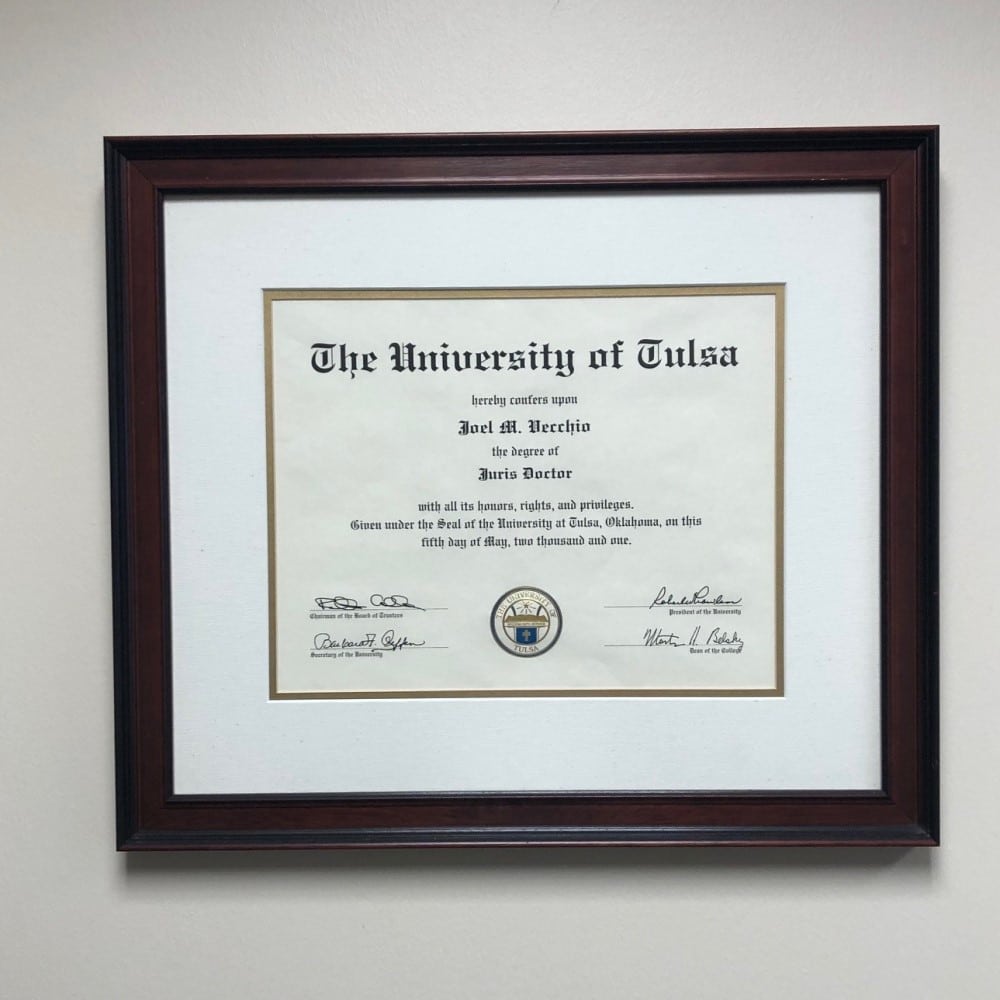 The University of Tulsa
hereby confers upon
Joel M. Vecchio
the degree of
Juris Doctor
with all its honors, rights, and privileges.
Given under the Seal of the University at Tulsa, Oklahoma, on this
fifth day of May, two thousand and one.
Chairman of the Board of Trustees
President of the University
Secretary of the University
Dean of the College
THE UNIVERSITY OF
TULSA